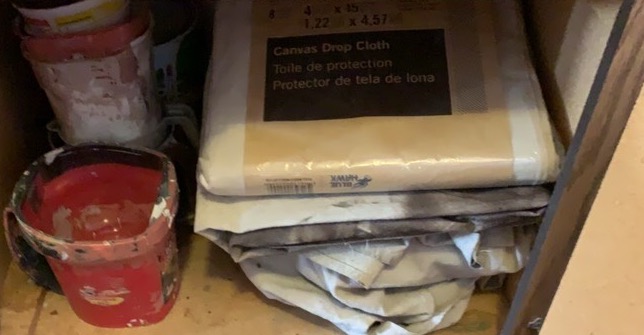 4 4 x 15
1,22 x 4,57
Canvas Drop Cloth
Toile de protection
Protector de tela de lona
BLUE
HAWK